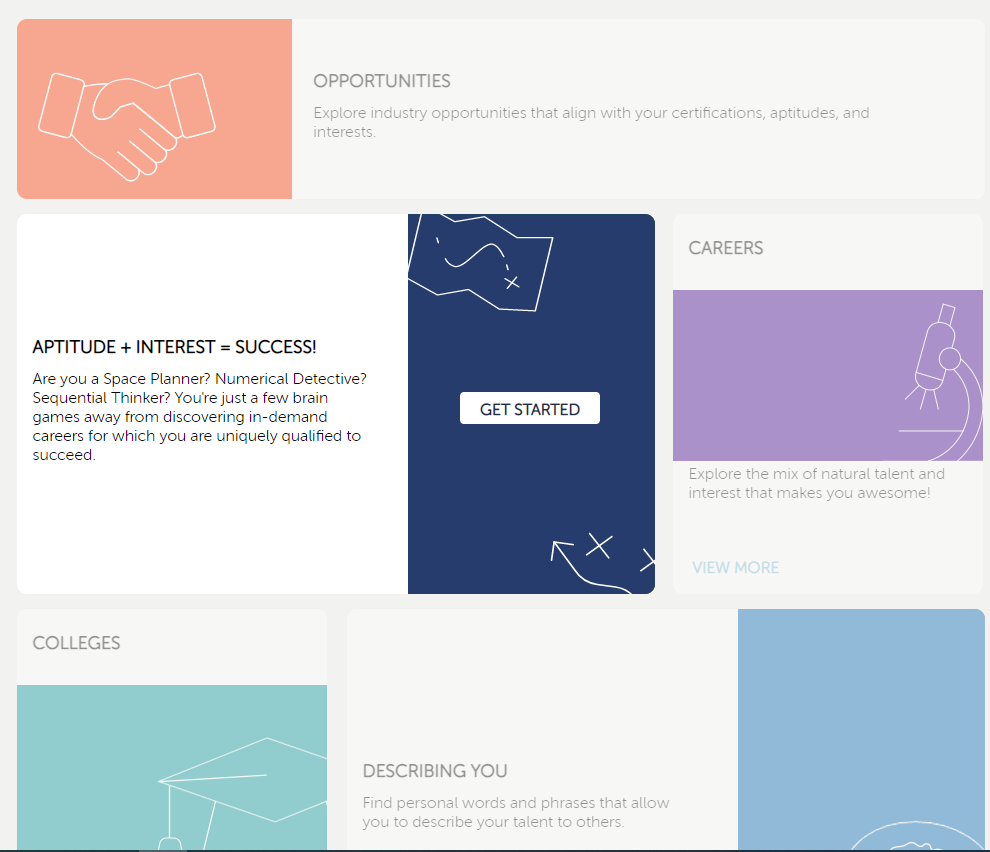 OPPORTUNITIES
Explore industry opportunities that align with your certifications, aptitudes, and
interests.
APTITUDE + INTEREST = SUCCESS!
Are you a Space Planner? Numerical Detective?
Sequential Thinker? You're just a few brain
games away from discovering in-demand
careers for which you are uniquely qualified to
succeed.
GET STARTED
CAREERS
Explore the mix of natural talent and
interest that makes you awesome!
VIEW MORE
COLLEGES
DESCRIBING YOU
Find personal words and phrases that allow
you to describe your talent to others.